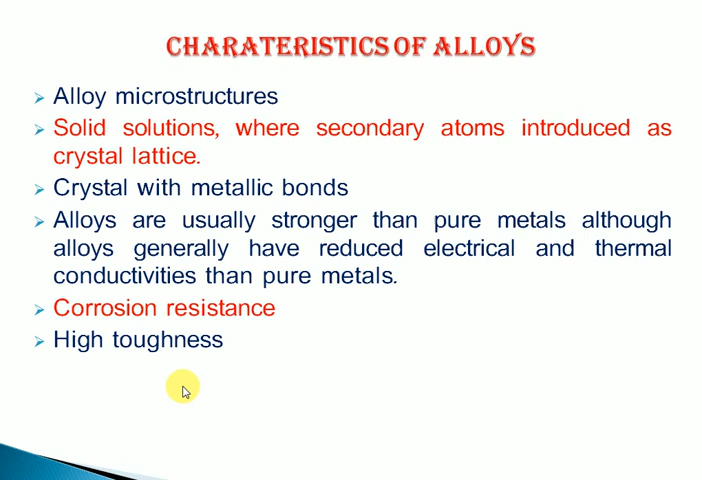 CHARATERISTICS OF ALLOYS
Alloy microstructures
Solid solutions, where secondary atoms introduced as
crystal lattice.
Crystal with metallic bonds
Alloys are usually stronger than pure metals although
alloys generally have reduced electrical and thermal
conductivities than pure metals.
Corrosion resistance
High toughness